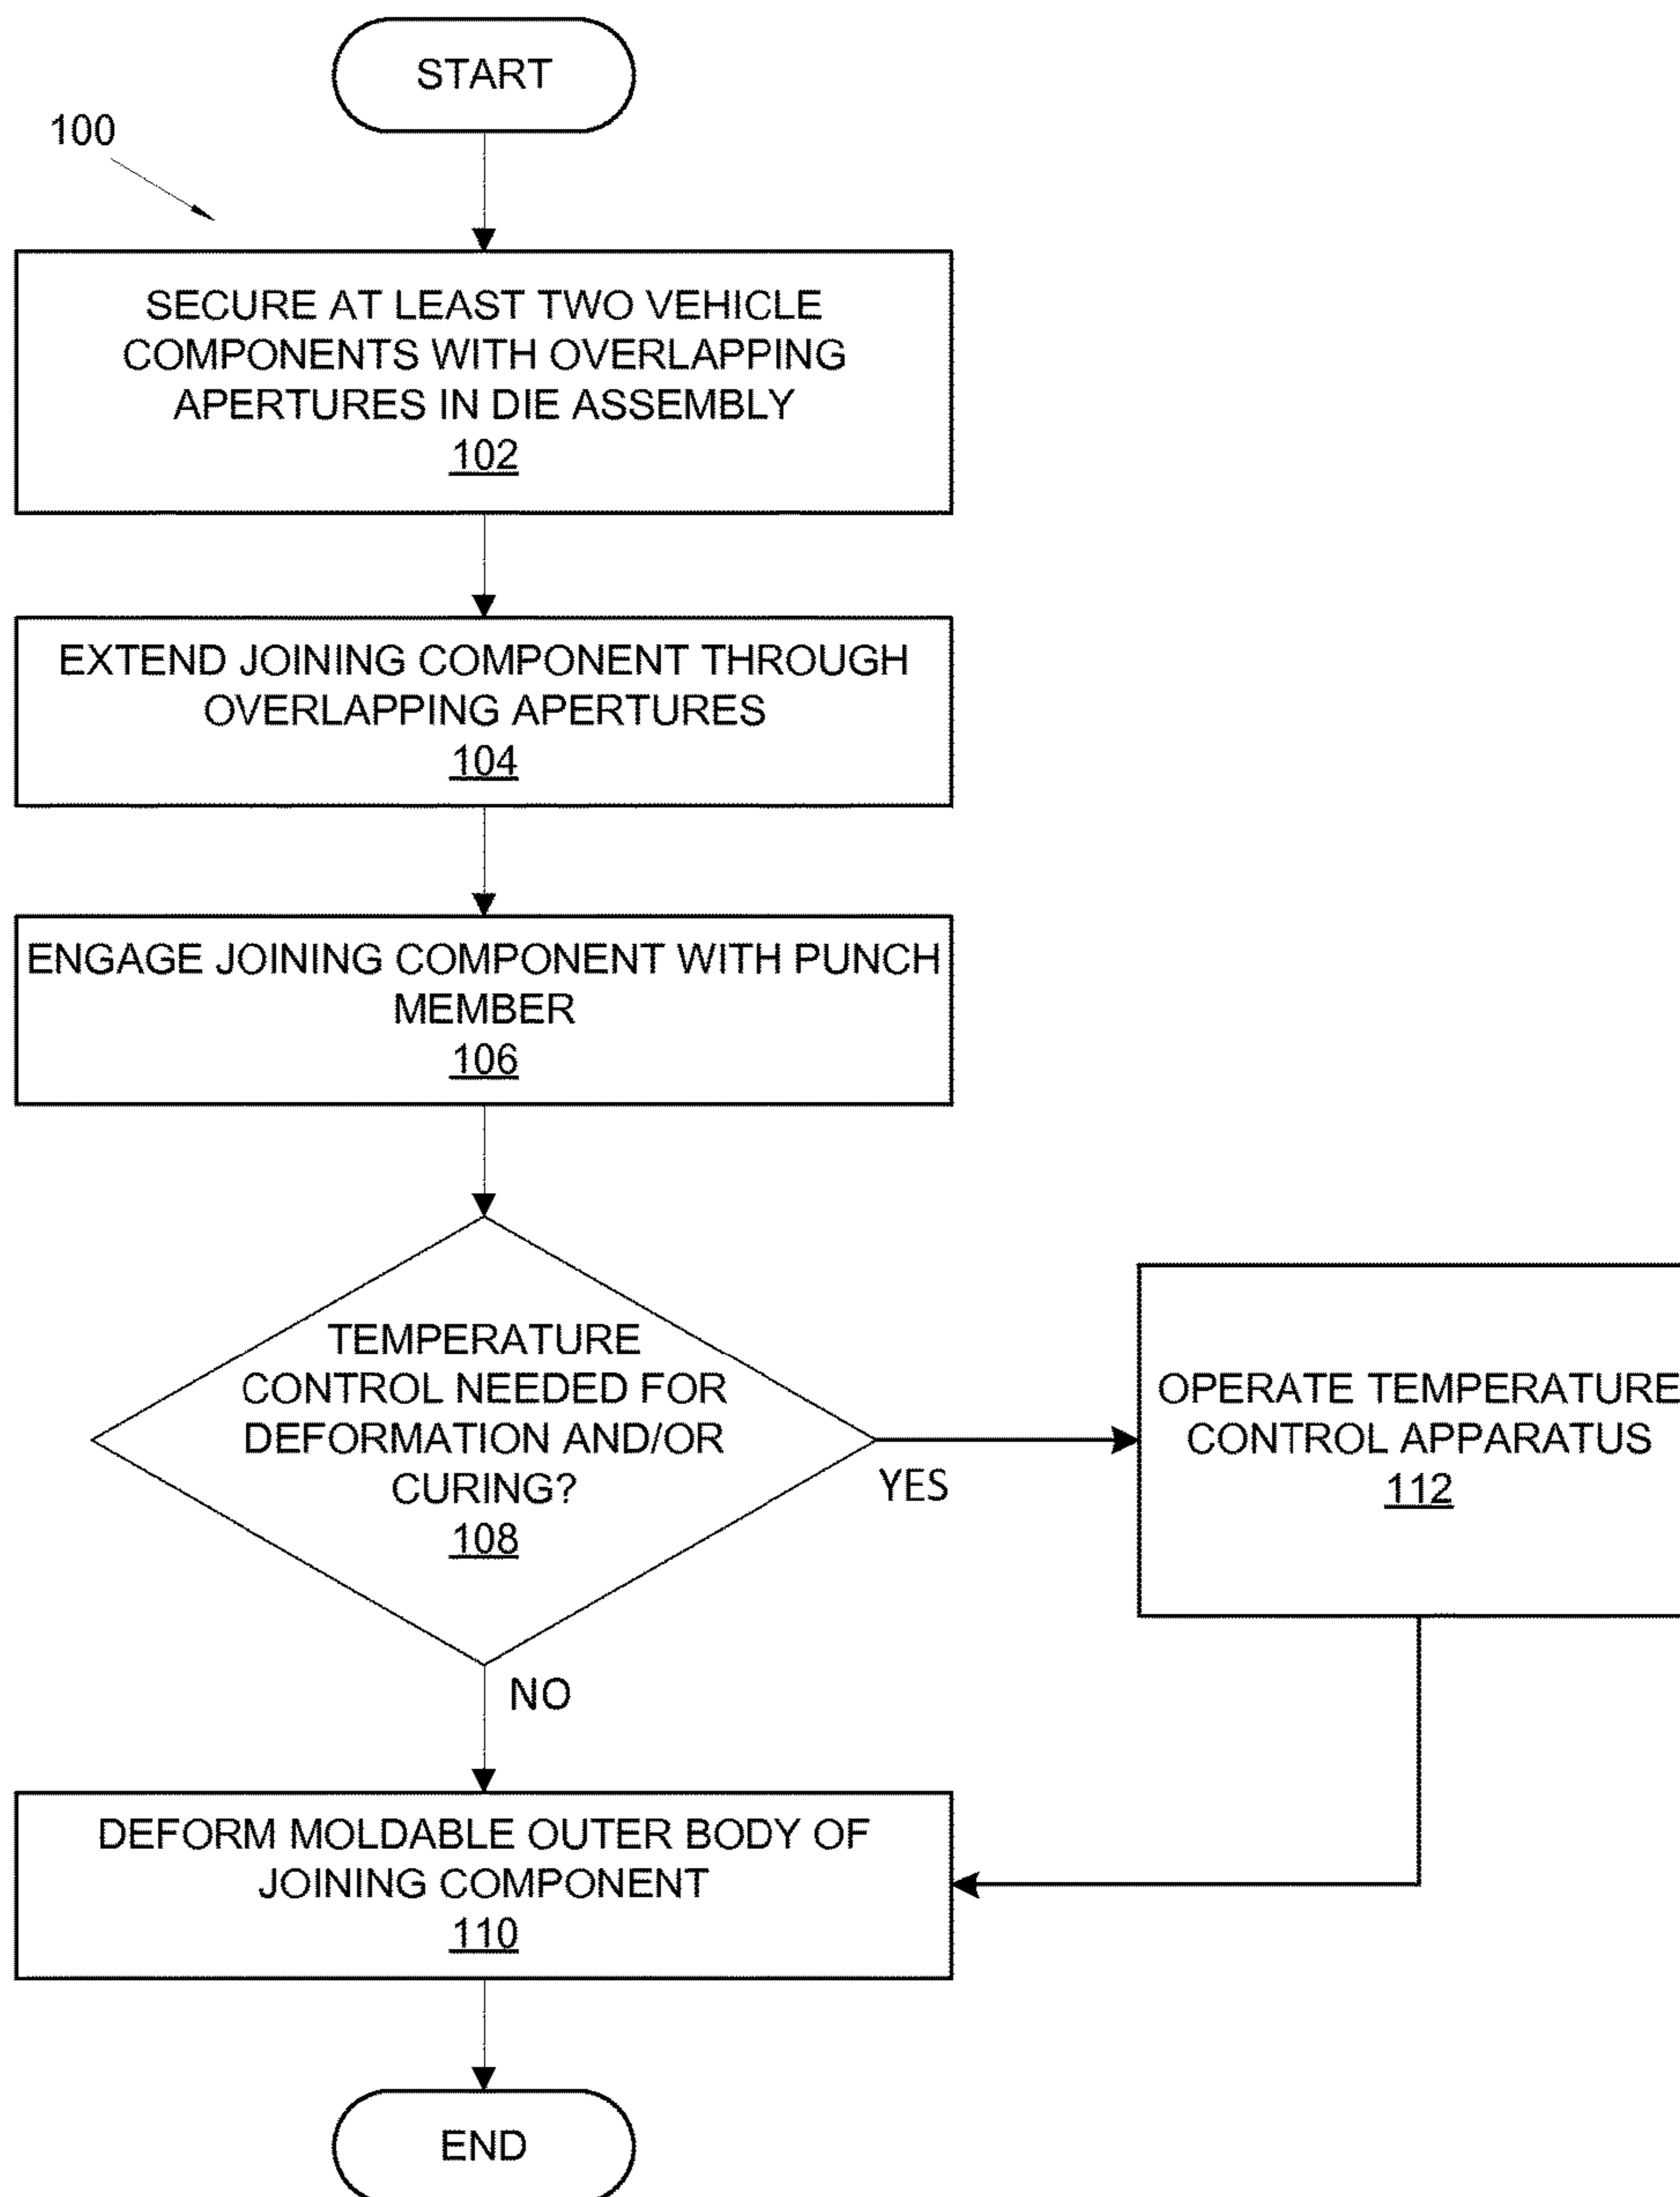 START
100
SECURE AT LEAST TWO VEHICLE
COMPONENTS WITH OVERLAPPING
APERTURES IN DIE ASSEMBLY
102
EXTEND JOINING COMPONENT THROUGH
OVERLAPPING APERTURES
104
ENGAGE JOINING COMPONENT WITH PUNCH
MEMBER
106
TEMPERATURE
CONTROL NEEDED FOR
DEFORMATION AND/OR
CURING?
108
YES
OPERATE TEMPERATURE
CONTROL APPARATUS
112
NO
DEFORM MOLDABLE OUTER BODY OF
JOINING COMPONENT
110
END